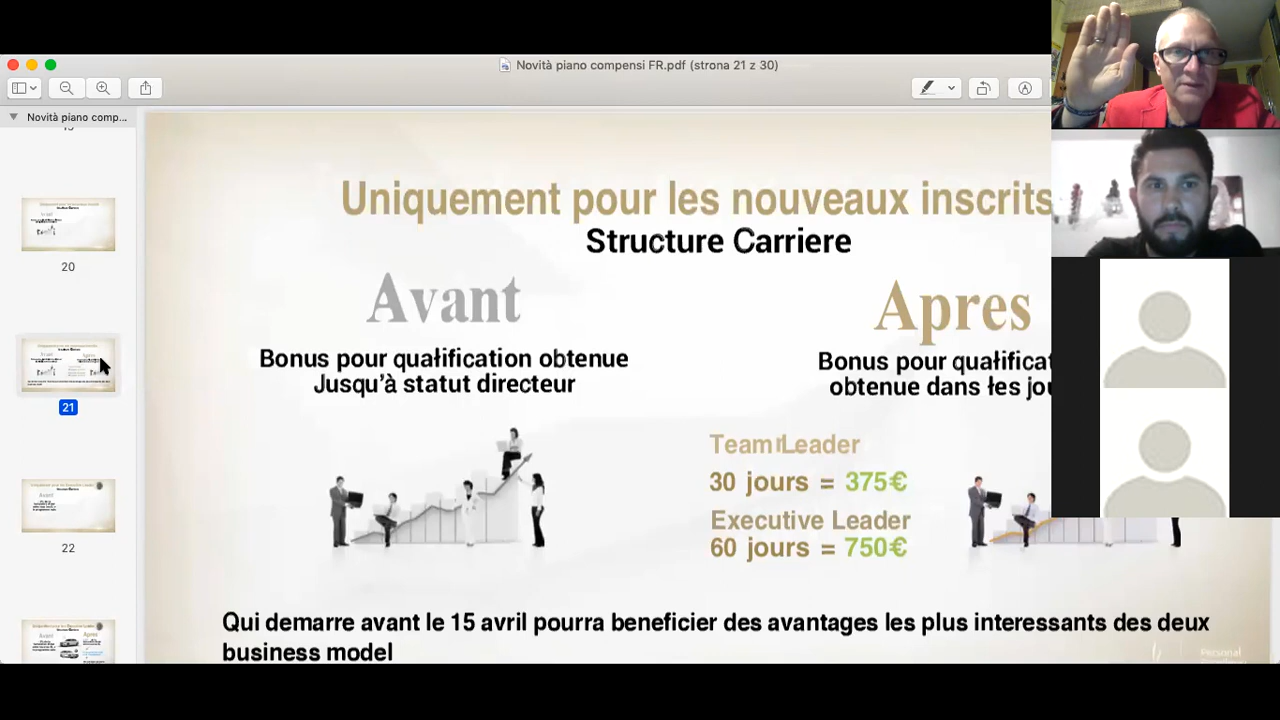 Novità piano compensi FR.pdf (strona 21 z 30)
Novità piano comp...
20
21
22
Uniquement pour les nouveaux inscrits
Structure Carriere
Avant
Apres
Bonus pour qualification obtenue
Jusqu'à statut directeur
Bonus pour qualificat
obtenue dans les jou
Team Leader
30 jours = 375€
Executive Leader
60 jours = 750€
Qui demarre avant le 15 avril pourra beneficier des avantages les plus interessants des deux
business model
Personal